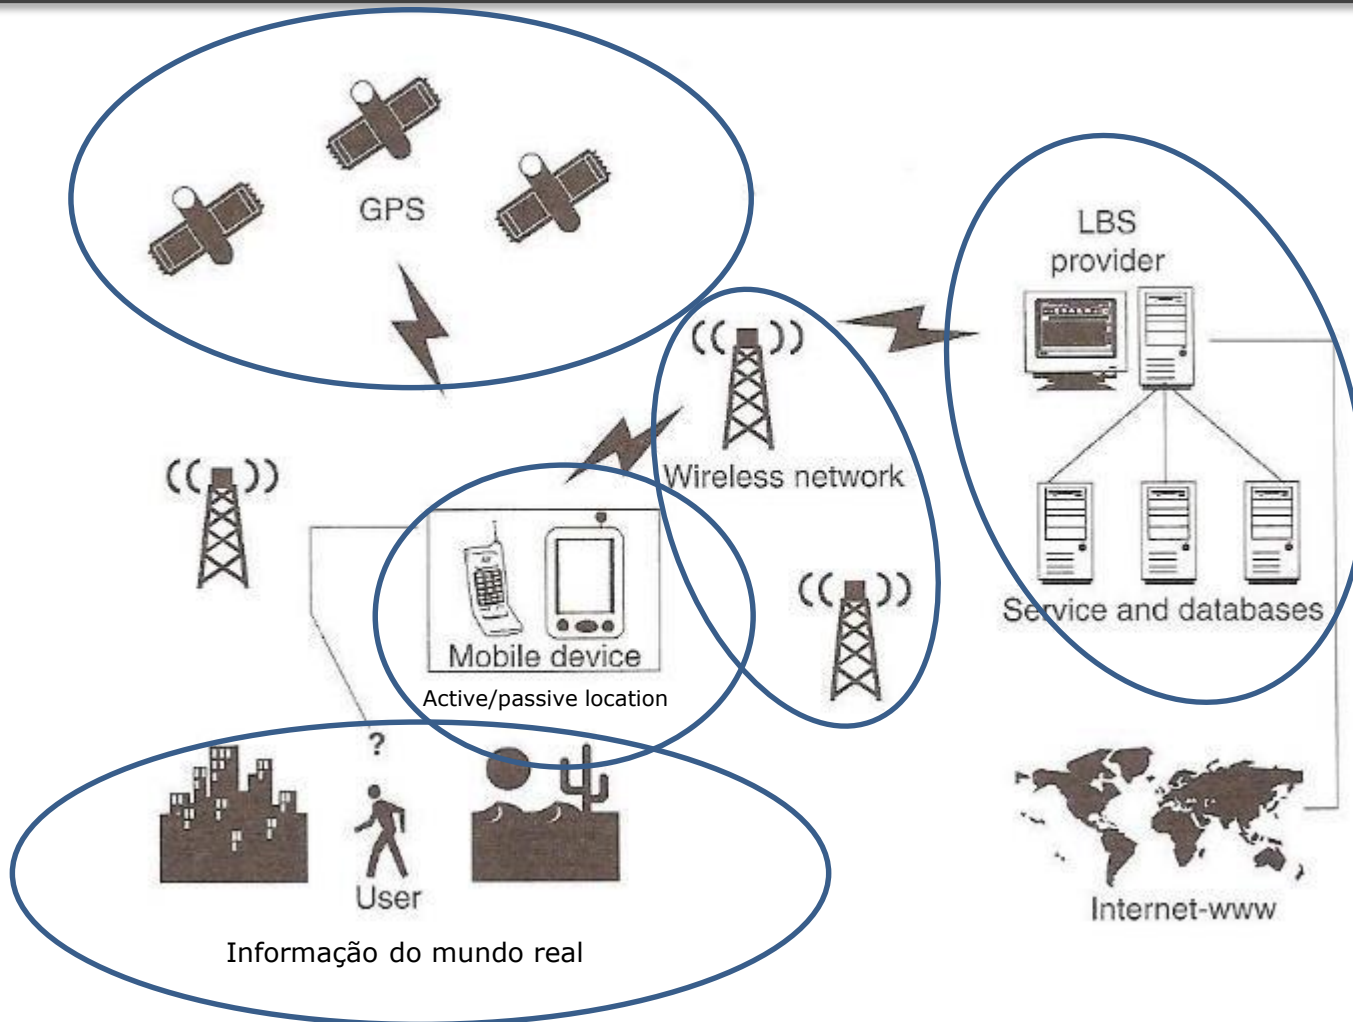 GPS
LBS
provider
Wireless network
Service and databases
Mobile device
Active/passive location
?
User
Informação do mundo real
Internet-www